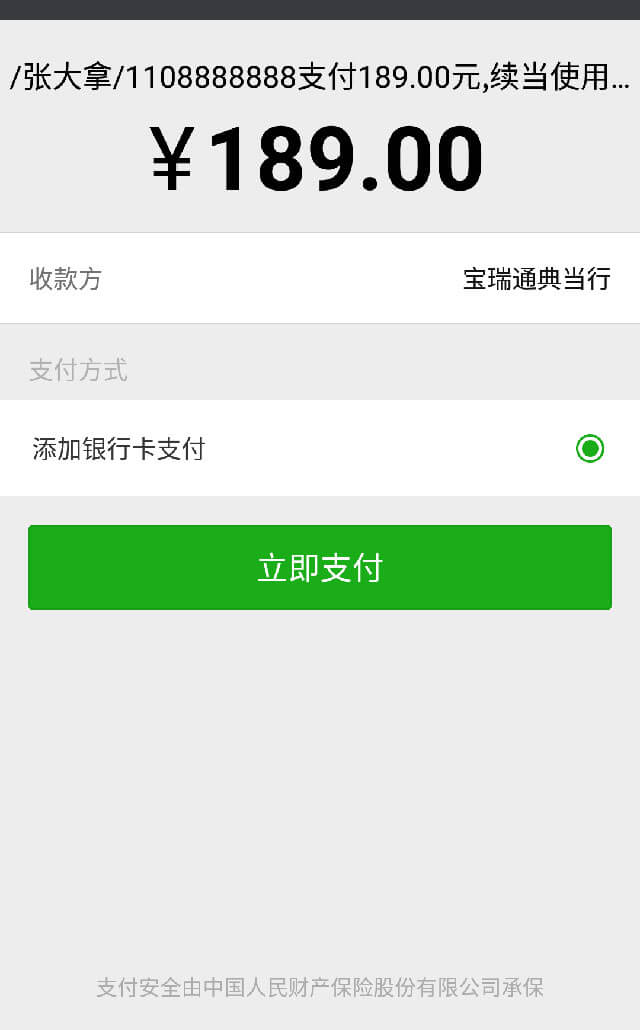 /张大拿/1108888888支付189.00元,续当使用...
￥189.00
收款方 宝瑞通典当行
支付方式
添加银行卡支付
立即支付
支付安全由中国人民财产保险股份有限公司承保